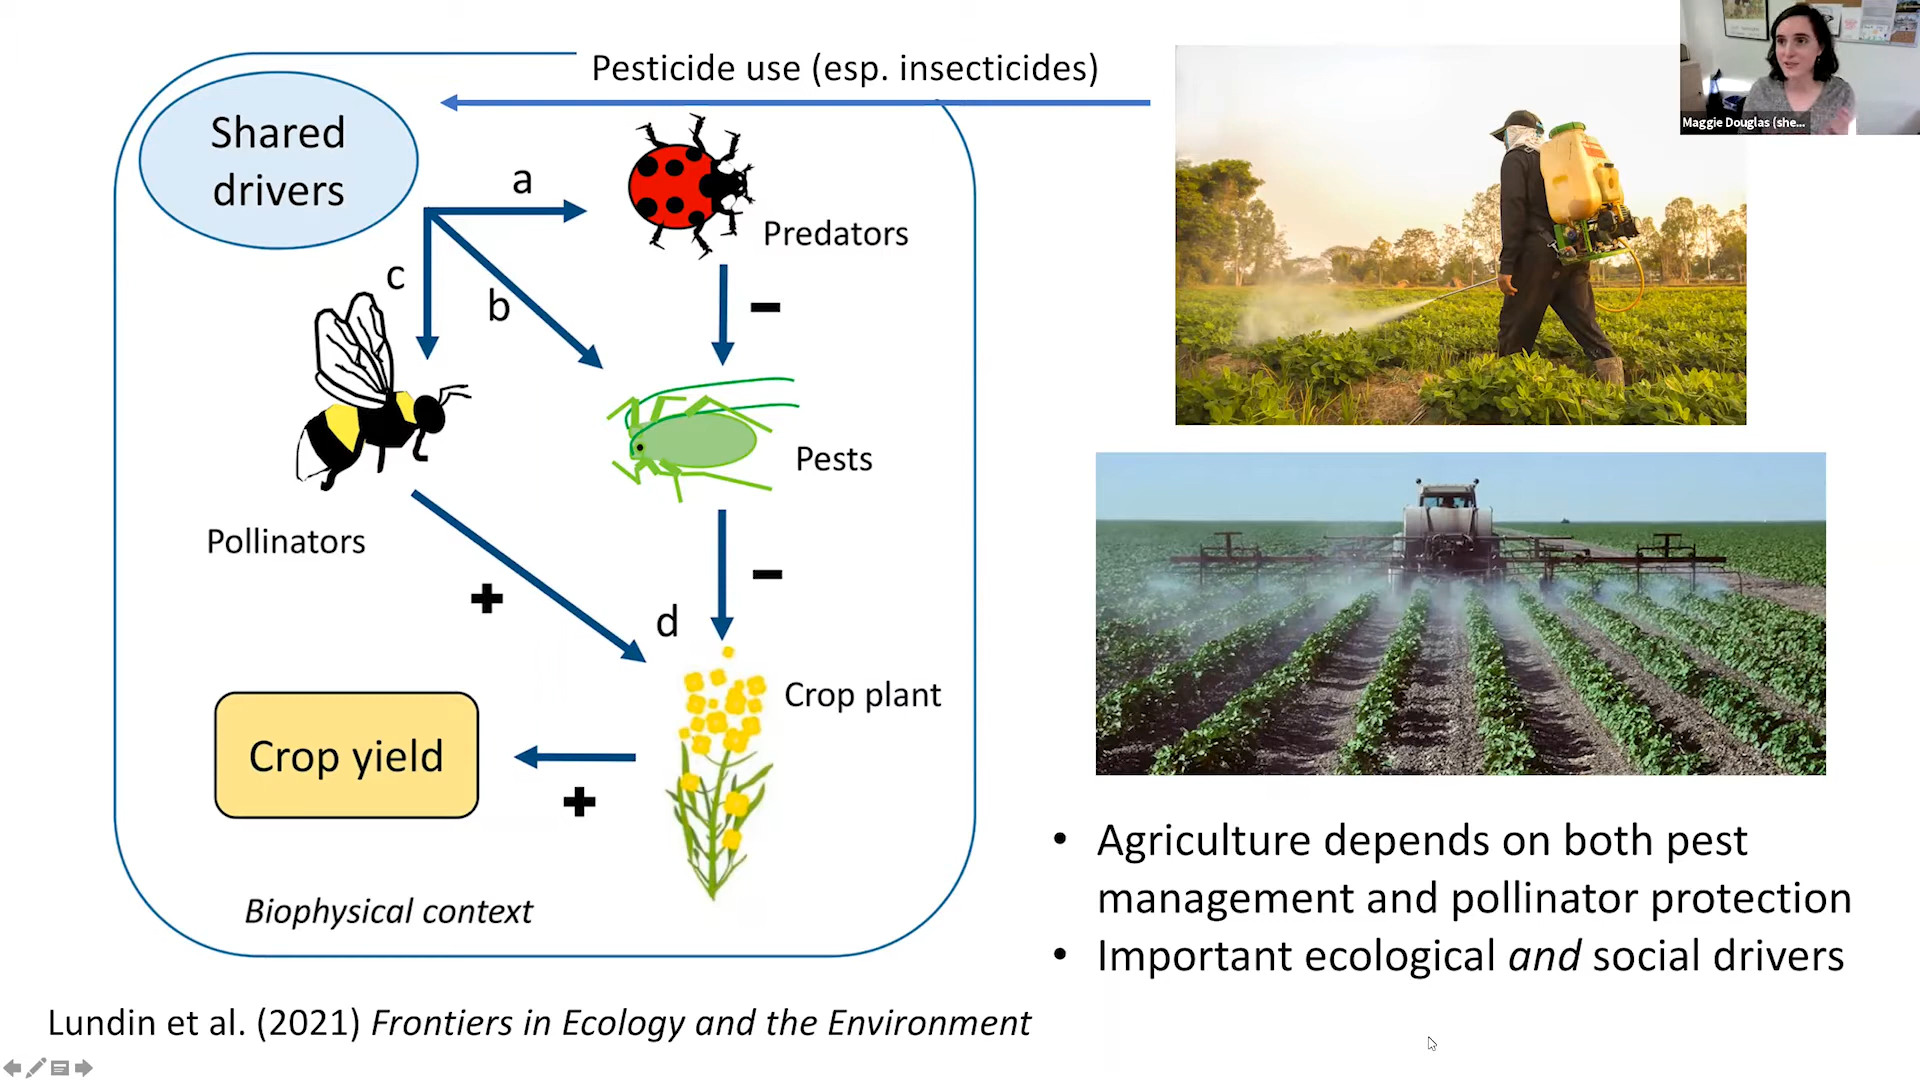 Pesticide use (esp. insecticides)
Shared
drivers
a
Predators
c
b
Pests
Pollinators
d
Crop plant
Crop yield
Biophysical context
Lundin et al. (2021) Frontiers in Ecology and the Environment
Maggie Douglas (she...
• Agriculture depends on both pest
management and pollinator protection
• Important ecological and social drivers